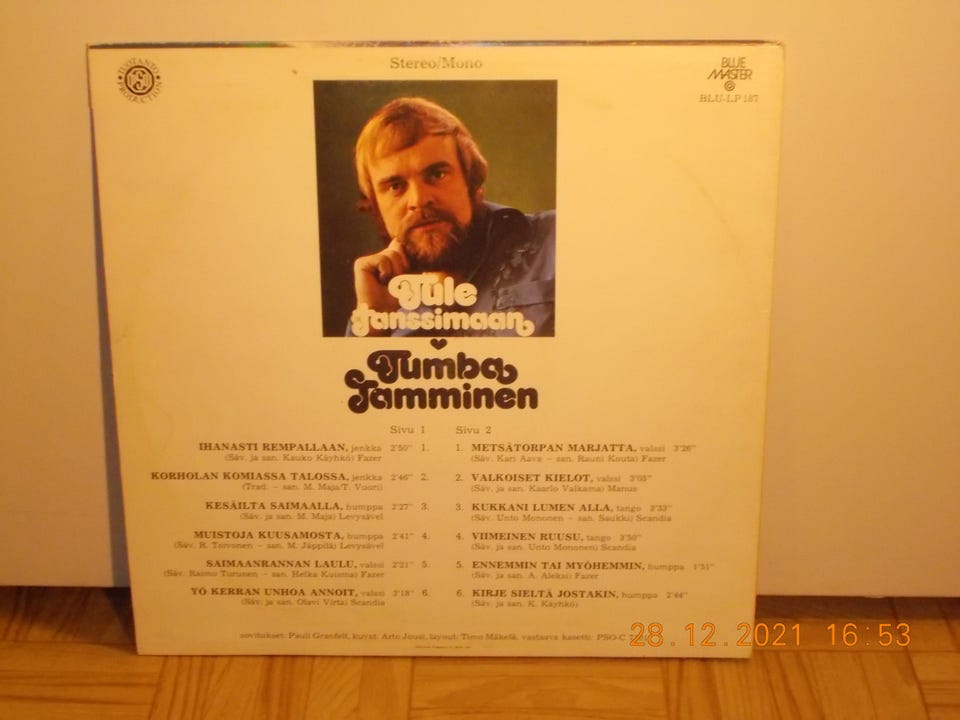 TUOTANTO
PSO
PRODUCTION
Stereo/Mono
BLUE
MASTER
BLU-LP 187
Tule
Tanssimaan
Tumba
Tamminen
Sivu 1
IHANASTI REMPALLAAN, jenkka 2'50" 1.
(Säv. ja san. Kauko Käyhkö) Fazer
KORHOLAN KOMIASSA TALOSSA, jenkka 2'46" 2.
(Trad. – san. M. Maja/T. Vuori)
KESÄILTA SAIMAALLA, humppa 2'27" 3.
(Säv. ja san. M. Maja) Levysävel
MUISTOJA KUUSAMOSTA, humppa 2'41" 4.
(Säv. R. Toivonen – san. M. Jäppilä) Levysävel
SAIMAANRANNAN LAULU, valssi 2'21" 5.
(Säv. Raimo Turunen – san. Helka Kuisma) Fazer
YÖ KERRAN UNHOA ANNOIT, valssi 3'18" 6.
(Säv. ja san. Olavi Virta) Scandia
Sivu 2
1. METSÄTORPAN MARJATTA, valssi 3'26"
(Säv. Kari Aava – san. Rauni Kouta) Fazer
2. VALKOISET KIELOT, valssi 3'05"
(Säv. ja san. Kaarlo Valkama) Manus
3. KUKKANI LUMEN ALLA, tango 3'33"
(Säv. Unto Mononen – san. Saukki) Scandia
4. VIIMEINEN RUUSU, tango 3'50"
(Säv. ja san. Unto Mononen) Scandia
5. ENNEMMIN TAI MYÖHEMMIN, humppa 1'51"
(Säv. ja san. A. Aleksi) Fazer
6. KIRJE SIELTÄ JOSTAKIN, humppa 2'44"
(Säv. ja san. K. Käyhkö)
sovitukset: Pauli Granfelt, kuvat: Arto Jousi, layout: Timo Mäkelä, vastaava kasetti: PSO-C
28.12.2021 16:53